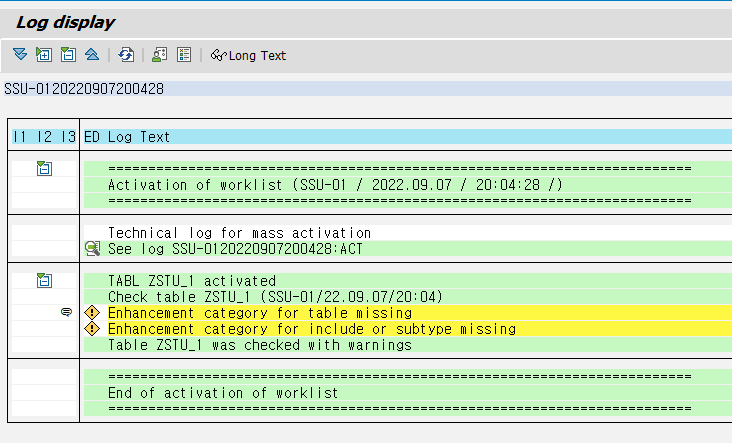 Log display
Long Text
SSU-0120220907200428
I1 I2 I3 ED Log Text
==========================================================================
Activation of worklist (SSU-01 / 2022.09.07 / 20:04:28 /)
==========================================================================
Technical log for mass activation
See log SSU-0120220907200428:ACT
TABL ZSTU_1 activated
Check table ZSTU_1 (SSU-01/22.09.07/20:04)
Enhancement category for table missing
Enhancement category for include or subtype missing
Table ZSTU_1 was checked with warnings
==========================================================================
End of activation of worklist
==========================================================================